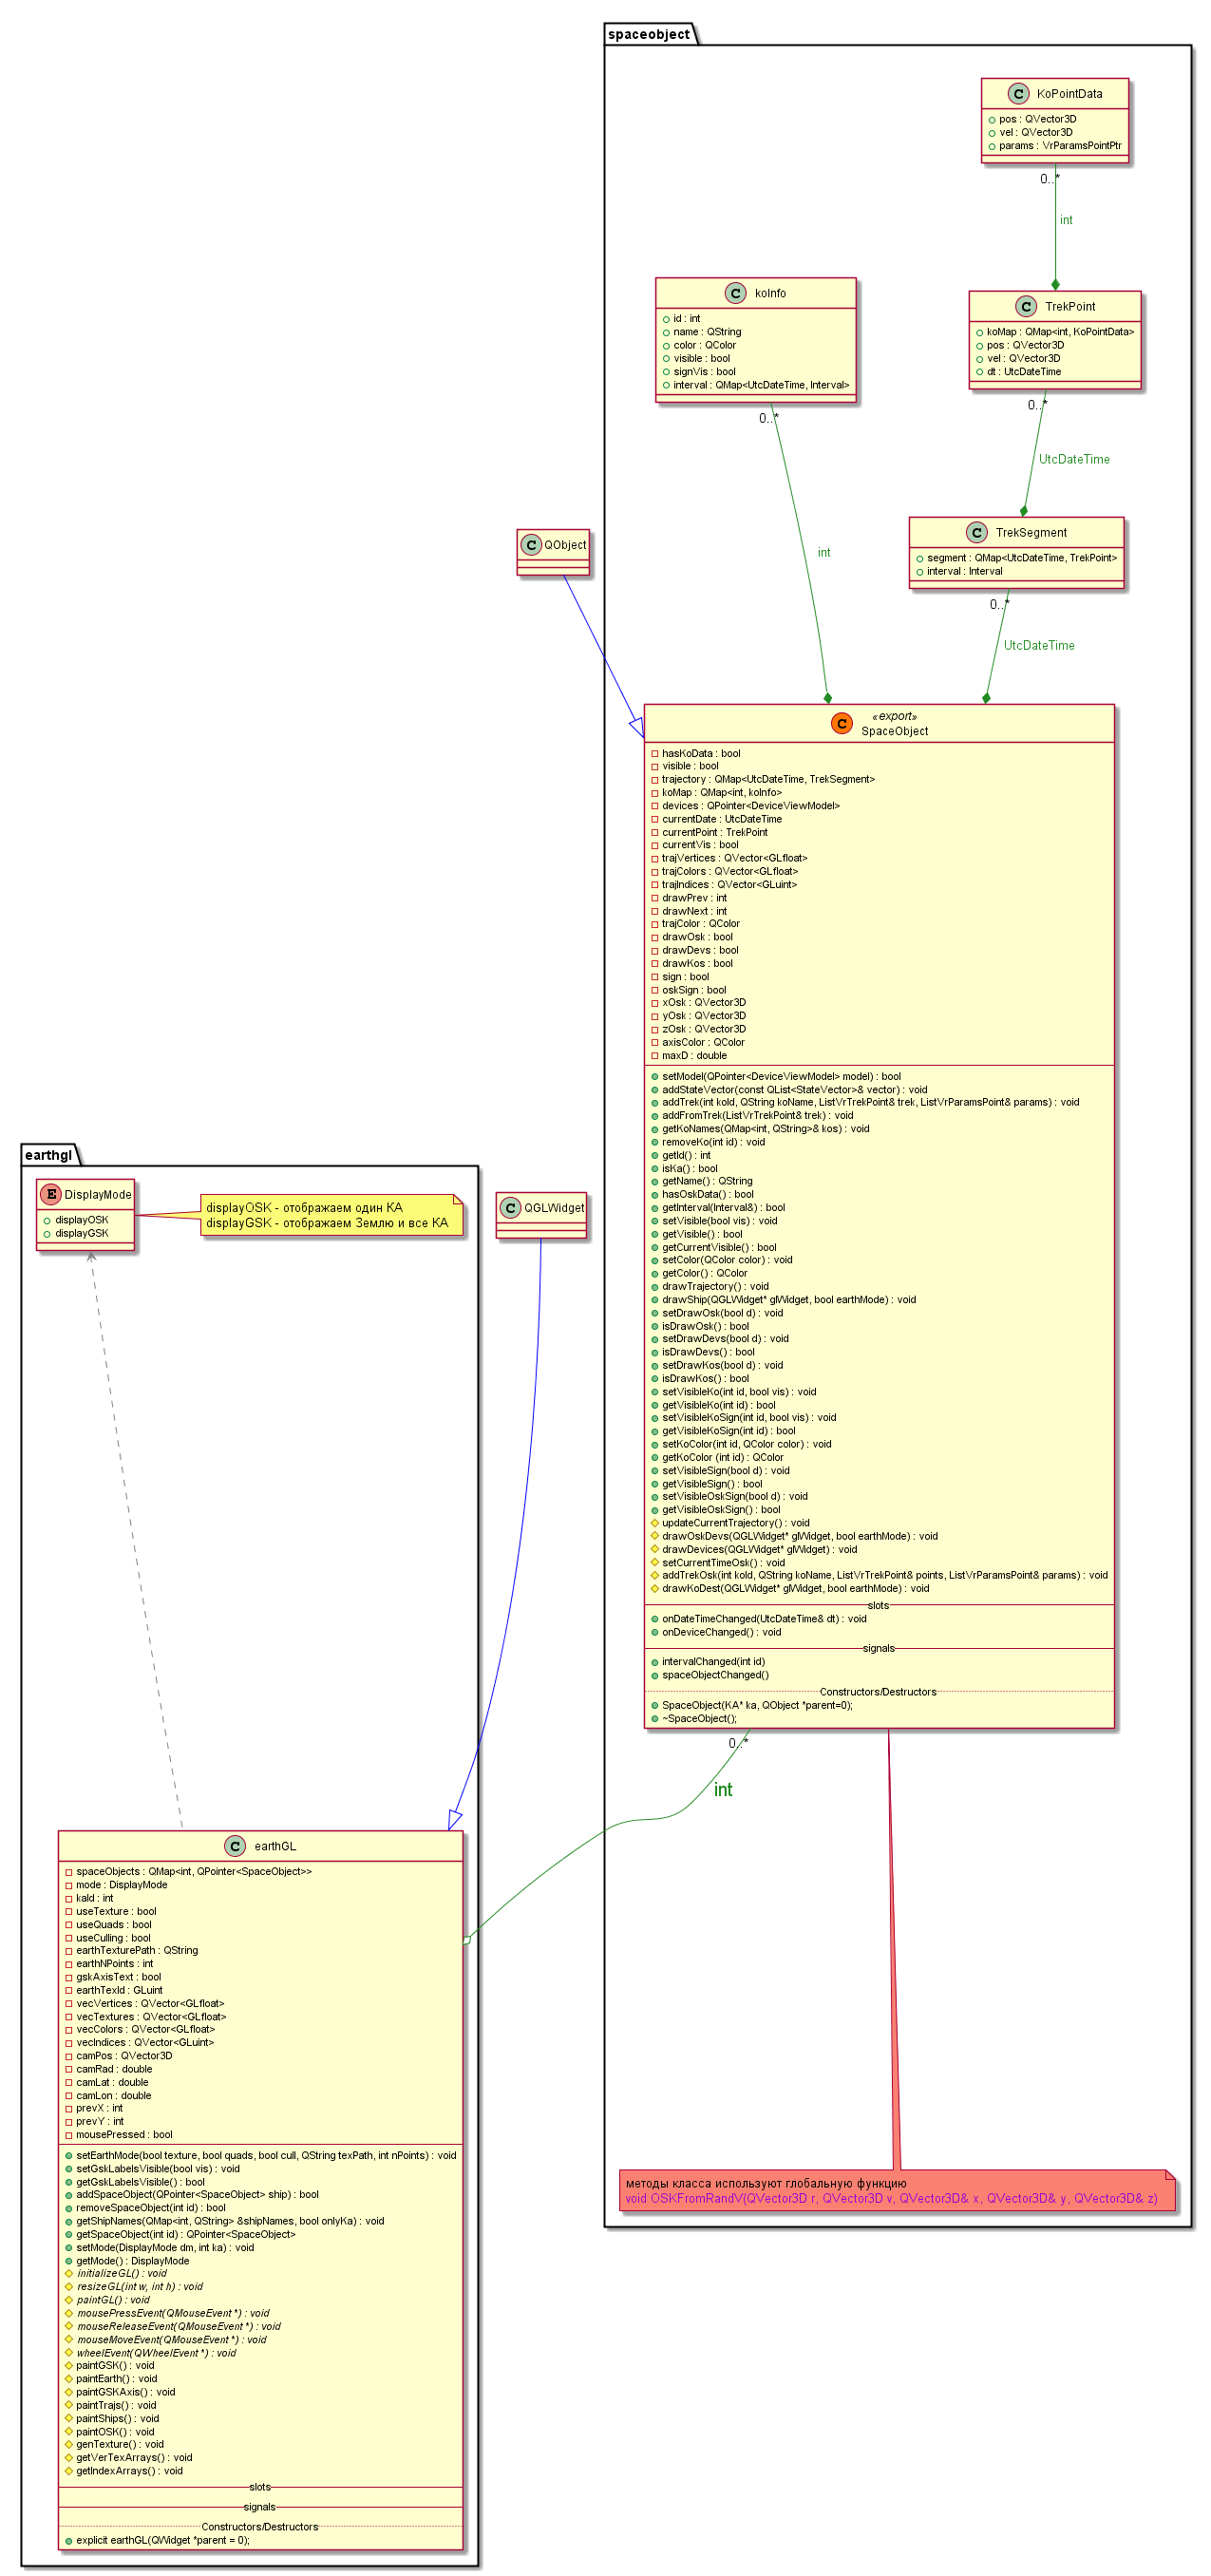 spaceobject
KoPointData
pos : QVector3D
vel : QVector3D
params : VrParamsPointPtr
0..*
int
koInfo
id : int
name : QString
color : QColor
visible : bool
signVis : bool
interval : QMap<UtcDateTime, Interval>
0..*
int
TrekPoint
koMap : QMap<int, KoPointData>
pos : QVector3D
vel : QVector3D
dt : UtcDateTime
0..*
UtcDateTime
TrekSegment
segment : QMap<UtcDateTime, TrekPoint>
interval : Interval
0..*
UtcDateTime
QObject
«export»
SpaceObject
hasKoData : bool
visible : bool
trajectory : QMap<UtcDateTime, TrekSegment>
koMap : QMap<int, koInfo>
devices : QPointer<DeviceViewModel>
currentDate : UtcDateTime
currentPoint : TrekPoint
currentVis : bool
trajVertices : QVector<GLfloat>
trajColors : QVector<GLfloat>
trajIndices : QVector<GLuint>
drawPrev : int
drawNext : int
trajColor : QColor
drawOsk : bool
drawDevs : bool
drawKos : bool
sign : bool
oskSign : bool
xOsk : QVector3D
yOsk : QVector3D
zOsk : QVector3D
axisColor : QColor
maxD : double
setModel(QPointer<DeviceViewModel> model) : bool
addStateVector(const QList<StateVector>& vector) : void
addTrek(int koId, QString koName, ListVrTrekPoint& trek, ListVrParamsPoint& params) : void
addFromTrek(ListVrTrekPoint& trek) : void
getKoNames(QMap<int, QString>& kos) : void
removeKo(int id) : void
getId() : int
isKa() : bool
getName() : QString
hasOskData() : bool
getInterval(Interval&) : bool
setVisible(bool vis) : void
getVisible() : bool
getCurrentVisible() : bool
setColor(QColor color) : void
getColor() : QColor
drawTrajectory() : void
drawShip(QGLWidget* glWidget, bool earthMode) : void
setDrawOsk(bool d) : void
isDrawOsk() : bool
setDrawDevs(bool d) : void
isDrawDevs() : bool
setDrawKos(bool d) : void
isDrawKos() : bool
setVisibleKo(int id, bool vis) : void
getVisibleKo(int id) : bool
setVisibleKoSign(int id, bool vis) : void
getVisibleKoSign(int id) : bool
setKoColor(int id, QColor color) : void
getKoColor (int id) : QColor
setVisibleSign(bool d) : void
getVisibleSign() : bool
setVisibleOskSign(bool d) : void
getVisibleOskSign() : bool
updateCurrentTrajectory() : void
drawOskDevs(QGLWidget* glWidget, bool earthMode) : void
drawDevices(QGLWidget* glWidget) : void
setCurrentTimeOsk() : void
addTrekOsk(int koId, QString koName, ListVrTrekPoint& points, ListVrParamsPoint& params) : void
drawKoDest(QGLWidget* glWidget, bool earthMode) : void
slots
onDateTimeChanged(UtcDateTime& dt) : void
onDeviceChanged() : void
signals
intervalChanged(int id)
spaceObjectChanged()
Constructors/Destructors
SpaceObject(KA* ka, QObject *parent=0);
~SpaceObject();
0..*
int
earthgl
DisplayMode
displayOSK
displayGSK
displayOSK - отображаем один КА
displayGSK - отображаем Землю и все КА
QGLWidget
earthGL
spaceObjects : QMap<int, QPointer<SpaceObject>>
mode : DisplayMode
kaId : int
useTexture : bool
useQuads : bool
useCulling : bool
earthTexturePath : QString
earthNPoints : int
gskAxisText : bool
earthTexId : GLuint
vecVertices : QVector<GLfloat>
vecTextures : QVector<GLfloat>
vecColors : QVector<GLfloat>
vecIndices : QVector<GLuint>
camPos : QVector3D
camRad : double
camLat : double
camLon : double
prevX : int
prevY : int
mousePressed : bool
setEarthMode(bool texture, bool quads, bool cull, QString texPath, int nPoints) : void
setGskLabelsVisible(bool vis) : void
getGskLabelsVisible() : bool
addSpaceObject(QPointer<SpaceObject> ship) : bool
removeSpaceObject(int id) : bool
getShipNames(QMap<int, QString> &shipNames, bool onlyKa) : void
getSpaceObject(int id) : QPointer<SpaceObject>
setMode(DisplayMode dm, int ka) : void
getMode() : DisplayMode
initializeGL() : void
resizeGL(int w, int h) : void
paintGL() : void
mousePressEvent(QMouseEvent *) : void
mouseReleaseEvent(QMouseEvent *) : void
mouseMoveEvent(QMouseEvent *) : void
wheelEvent(QWheelEvent *) : void
paintGSK() : void
paintEarth() : void
paintGSKAxis() : void
paintTrajs() : void
paintShips() : void
paintOSK() : void
genTexture() : void
getVerTexArrays() : void
getIndexArrays() : void
slots
signals
Constructors/Destructors
explicit earthGL(QWidget *parent = 0);
методы класса используют глобальную функцию
void OSKFromRandV(QVector3D r, QVector3D v, QVector3D& x, QVector3D& y, QVector3D& z)